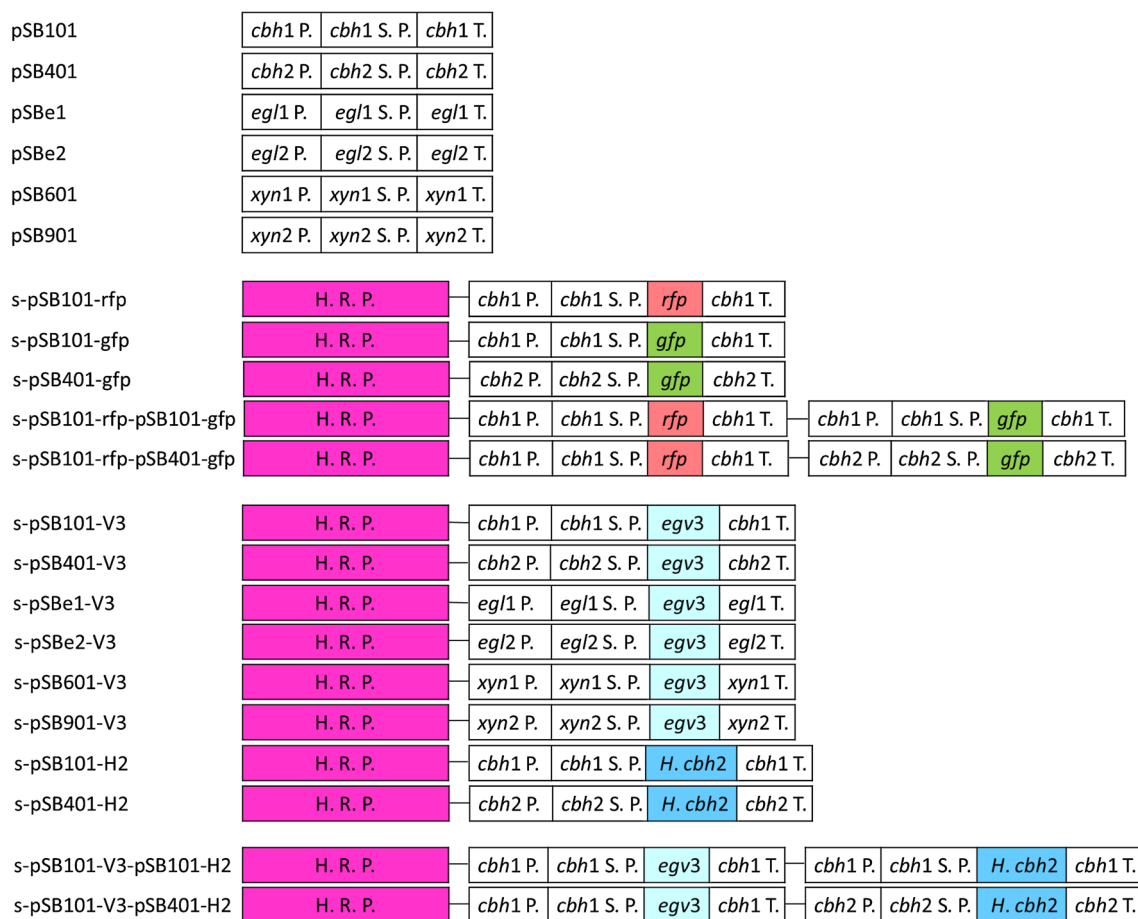 pSB101 cbh1 P. cbh1 S. P. cbh1 T.
pSB401 cbh2 P. cbh2 S. P. cbh2 T.
pSBe1 egl1 P. egl1 S. P. egl1 T.
pSBe2 egl2 P. egl2 S. P. egl2 T.
pSB601 xyn1 P. xyn1 S. P. xyn1 T.
pSB901 xyn2 P. xyn2 S. P. xyn2 T.
s-pSB101-rfp H. R. P. cbh1 P. cbh1 S. P. rfp cbh1 T.
s-pSB101-gfp H. R. P. cbh1 P. cbh1 S. P. gfp cbh1 T.
s-pSB401-gfp H. R. P. cbh2 P. cbh2 S. P. gfp cbh2 T.
s-pSB101-rfp-pSB101-gfp H. R. P. cbh1 P. cbh1 S. P. rfp cbh1 T. cbh1 P. cbh1 S. P. gfp cbh1 T.
s-pSB101-rfp-pSB401-gfp H. R. P. cbh1 P. cbh1 S. P. rfp cbh1 T. cbh2 P. cbh2 S. P. gfp cbh2 T.
s-pSB101-V3 H. R. P. cbh1 P. cbh1 S. P. egv3 cbh1 T.
s-pSB401-V3 H. R. P. cbh2 P. cbh2 S. P. egv3 cbh2 T.
s-pSBe1-V3 H. R. P. egl1 P. egl1 S. P. egv3 egl1 T.
s-pSBe2-V3 H. R. P. egl2 P. egl2 S. P. egv3 egl2 T.
s-pSB601-V3 H. R. P. xyn1 P. xyn1 S. P. egv3 xyn1 T.
s-pSB901-V3 H. R. P. xyn2 P. xyn2 S. P. egv3 xyn2 T.
s-pSB101-H2 H. R. P. cbh1 P. cbh1 S. P. H. cbh2 cbh1 T.
s-pSB401-H2 H. R. P. cbh2 P. cbh2 S. P. H. cbh2 cbh2 T.
s-pSB101-V3-pSB101-H2 H. R. P. cbh1 P. cbh1 S. P. egv3 cbh1 T. cbh1 P. cbh1 S. P. H. cbh2 cbh1 T.
s-pSB101-V3-pSB401-H2 H. R. P. cbh1 P. cbh1 S. P. egv3 cbh1 T. cbh2 P. cbh2 S. P. H. cbh2 cbh2 T.